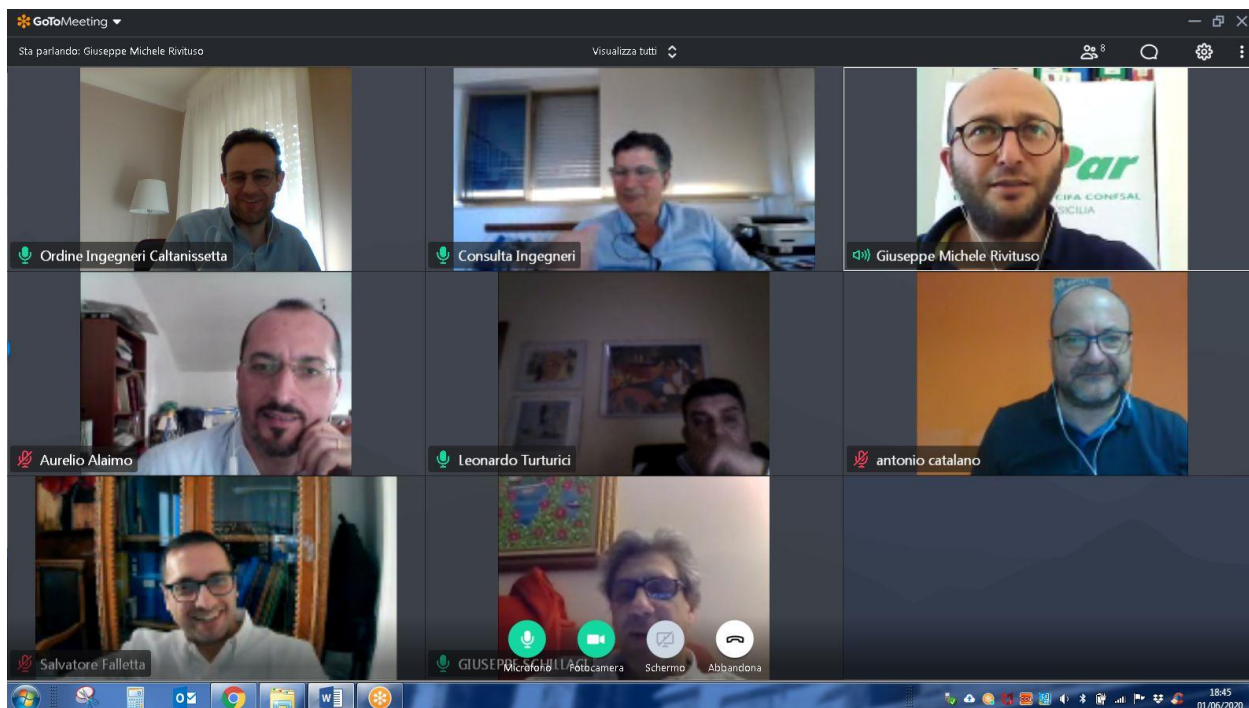 GoToMeeting
Sta parlando: Giuseppe Michele Rivituso
Visualizza tutti
8
Par
CIFA CONFSAL
SICILIA
Ordine Ingegneri Caltanissetta
Consulta Ingegneri
Giuseppe Michele Rivituso
Aurelio Alaimo
Leonardo Turturici
antonio catalano
Salvatore Falletta
GIUSEPPE SCHILLACI
Microfono
Fotocamera
Schermo
Abbandona
18:45
01/06/2020